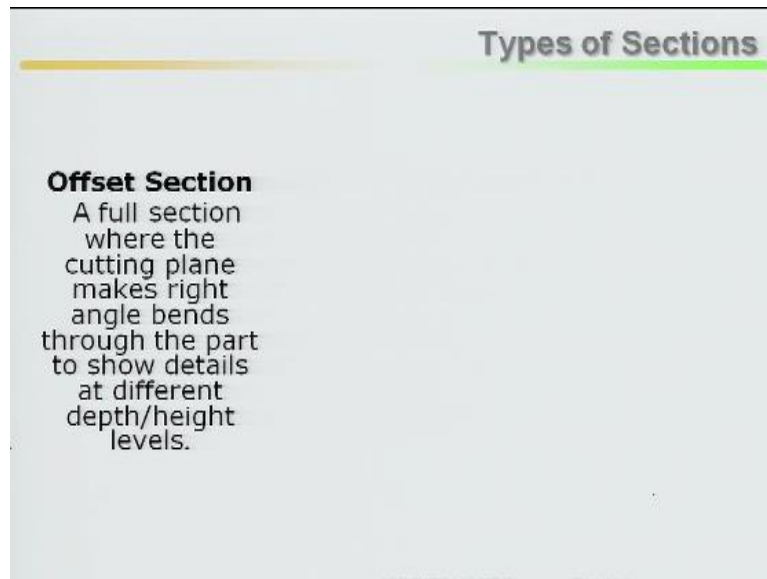 Types of Sections
Offset Section
A full section
where the
cutting plane
makes right
angle bends
through the part
to show details
at different
depth/height
levels.